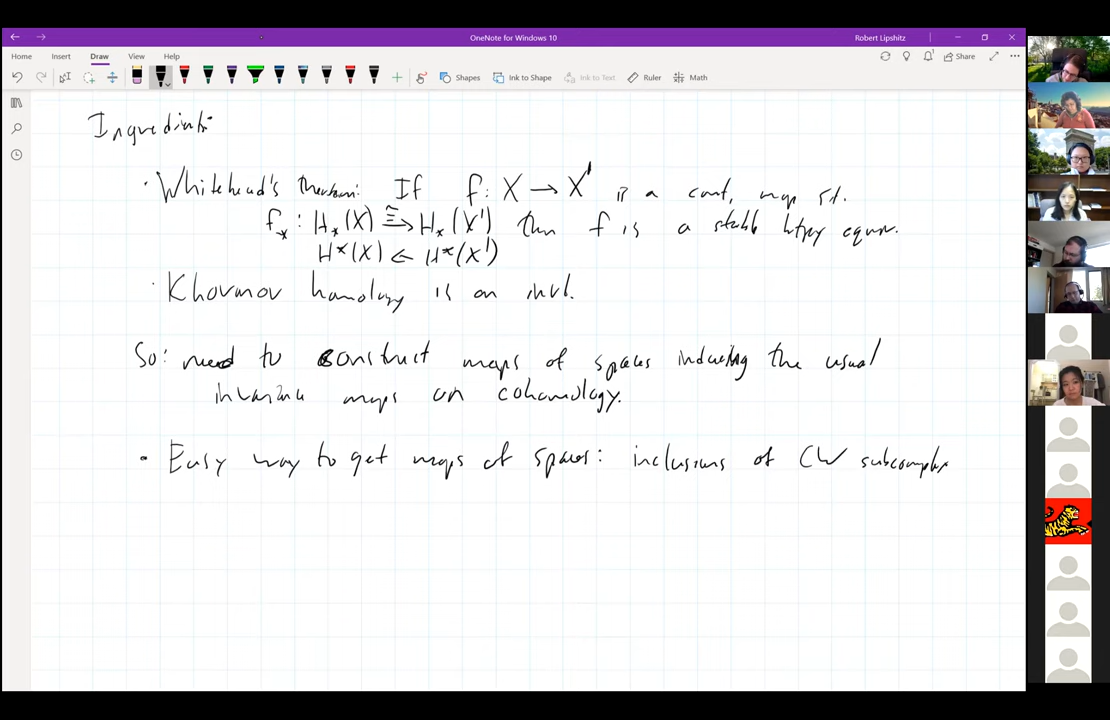 OneNote for Windows 10
Robert Lipshitz
Home Insert Draw View Help
Share
Shapes Ink to Shape Ink to Text Ruler Math
Ingredients:
· Whitehead's theorem: If f: X → X' is a cont. map st.
f_* : H_*(X) ≅→ H_*(X') then f is a stable htpy equiv.
H*(X) ← H*(X')
· Khovanov homology is an invt.
So: need to construct maps of spaces inducing the usual
invariance maps on cohomology.
· Easy way to get maps of spaces: inclusions of CW subcomplex